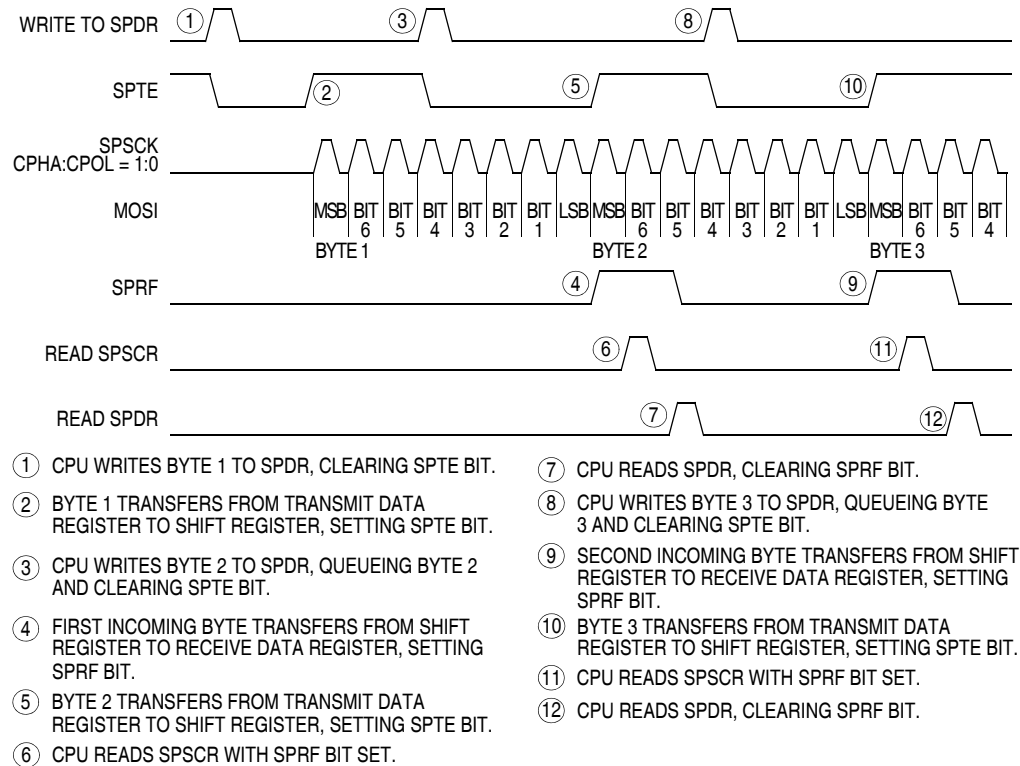 WRITE TO SPDR
1
3
8
SPTE
2
5
10
SPSCK
CPHA:CPOL = 1:0
MOSI
MSB BIT 6 BIT 5 BIT 4 BIT 3 BIT 2 BIT 1 LSB MSB BIT 6 BIT 5 BIT 4 BIT 3 BIT 2 BIT 1 LSB MSB BIT 6 BIT 5 BIT 4
BYTE 1 BYTE 2 BYTE 3
SPRF
4
9
READ SPSCR
6
11
READ SPDR
7
12
1 CPU WRITES BYTE 1 TO SPDR, CLEARING SPTE BIT.
2 BYTE 1 TRANSFERS FROM TRANSMIT DATA
REGISTER TO SHIFT REGISTER, SETTING SPTE BIT.
3 CPU WRITES BYTE 2 TO SPDR, QUEUEING BYTE 2
AND CLEARING SPTE BIT.
4 FIRST INCOMING BYTE TRANSFERS FROM SHIFT
REGISTER TO RECEIVE DATA REGISTER, SETTING
SPRF BIT.
5 BYTE 2 TRANSFERS FROM TRANSMIT DATA
REGISTER TO SHIFT REGISTER, SETTING SPTE BIT.
6 CPU READS SPSCR WITH SPRF BIT SET.
7 CPU READS SPDR, CLEARING SPRF BIT.
8 CPU WRITES BYTE 3 TO SPDR, QUEUEING BYTE
3 AND CLEARING SPTE BIT.
9 SECOND INCOMING BYTE TRANSFERS FROM SHIFT
REGISTER TO RECEIVE DATA REGISTER, SETTING
SPRF BIT.
10 BYTE 3 TRANSFERS FROM TRANSMIT DATA
REGISTER TO SHIFT REGISTER, SETTING SPTE BIT.
11 CPU READS SPSCR WITH SPRF BIT SET.
12 CPU READS SPDR, CLEARING SPRF BIT.